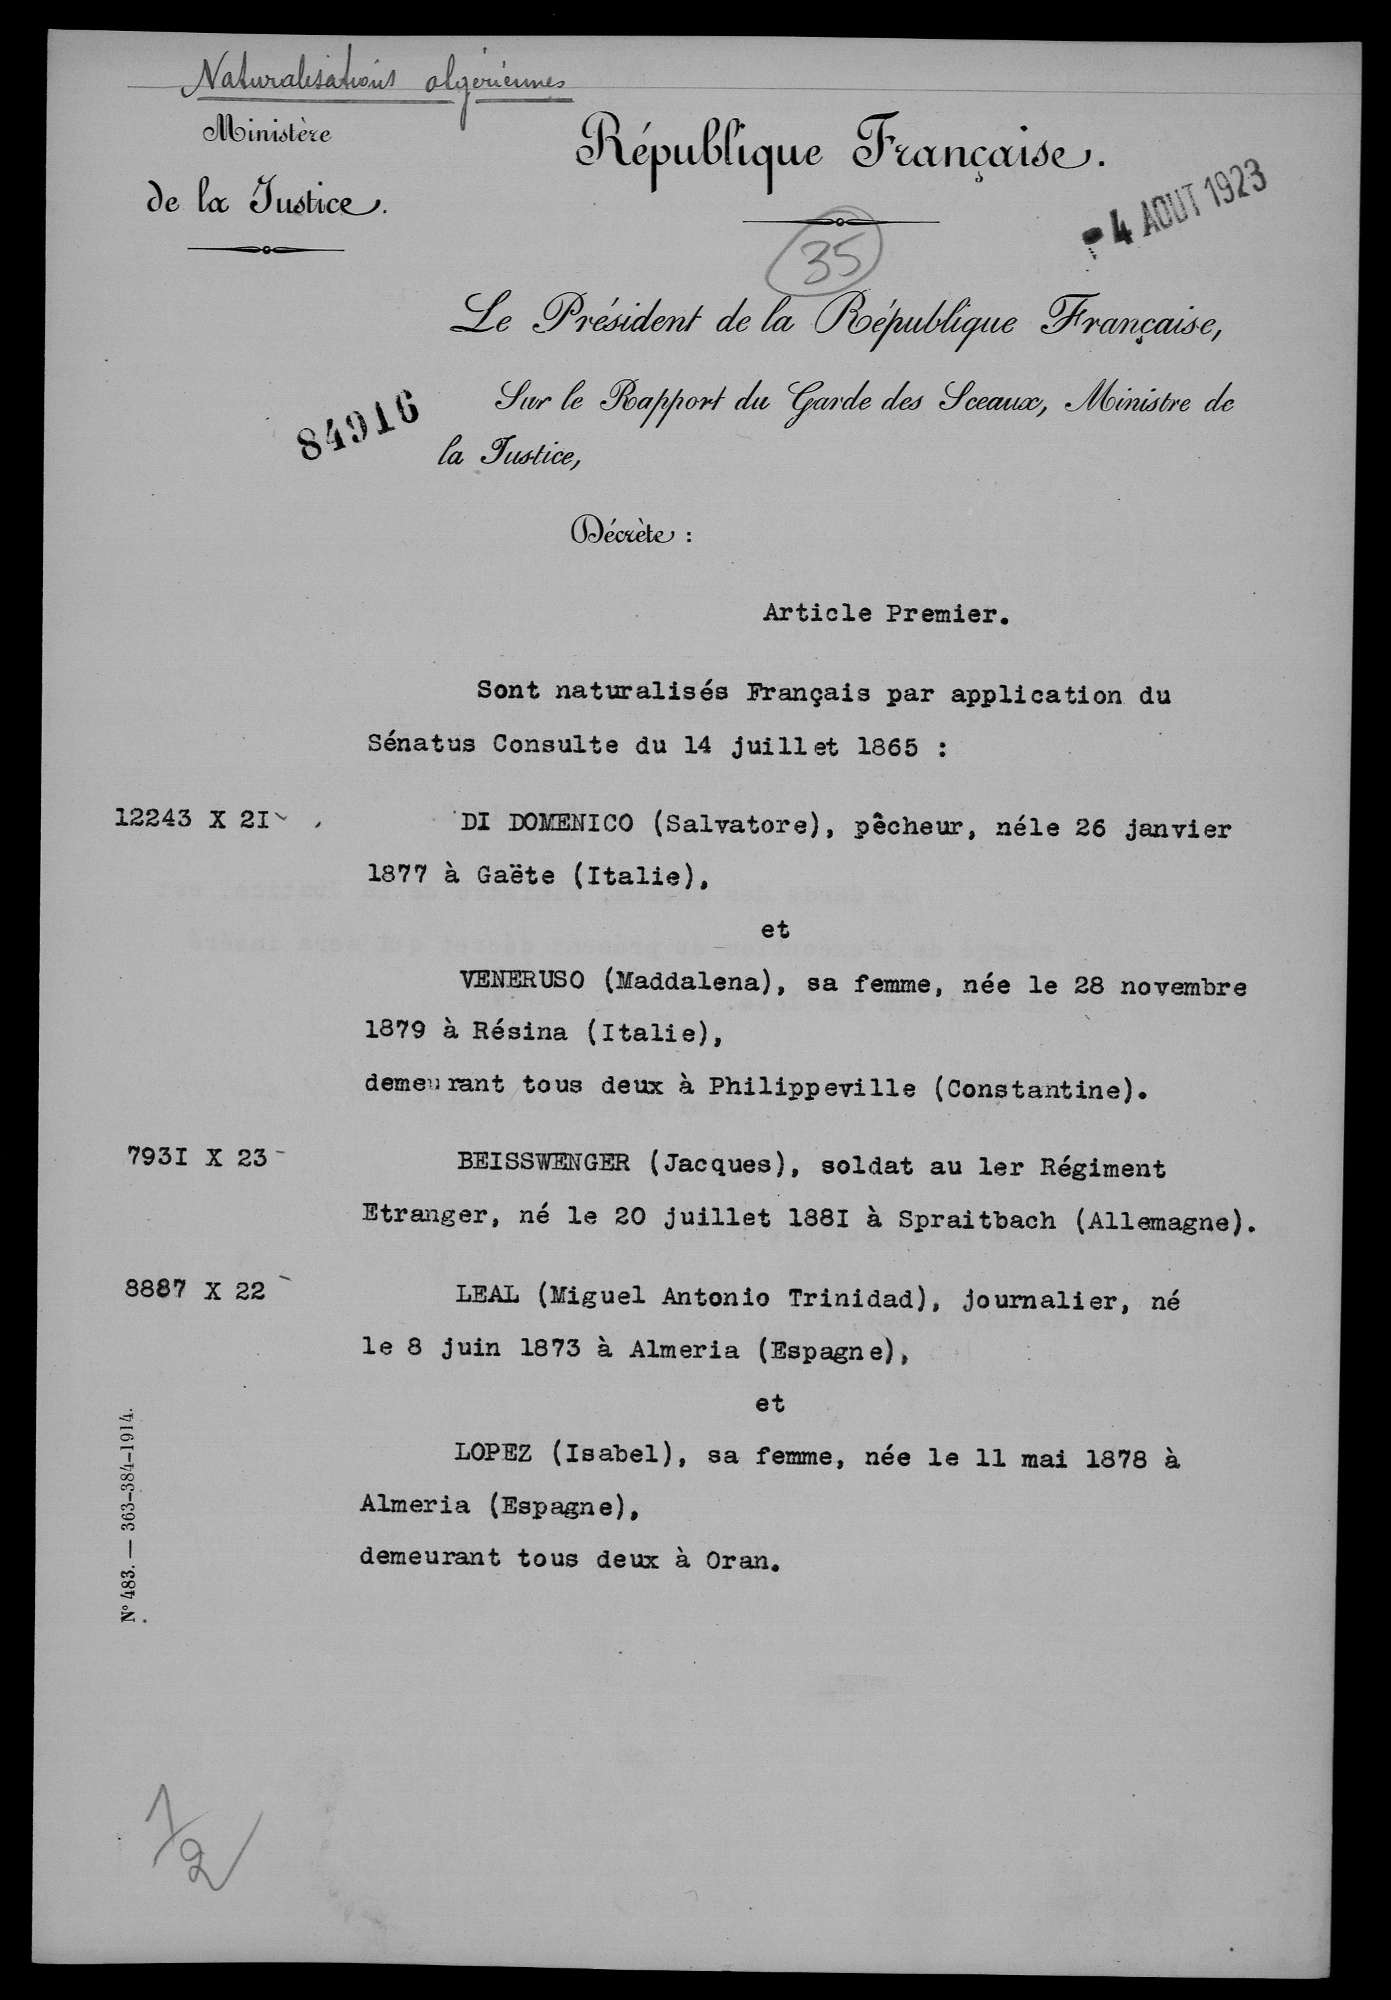 Naturalisations algériennes
Ministère
de la Justice.
République Française.
- 4 AOUT 1923
35
Le Président de la République Française,
84916
Sur le Rapport du Garde des Sceaux, Ministre de
la Justice,
Décrète :
Article Premier.
Sont naturalisés Français par application du
Sénatus Consulte du 14 juillet 1865 :
12243 X 2I
DI DOMENICO (Salvatore), pêcheur, néle 26 janvier
1877 à Gaëte (Italie),
et
VENERUSO (Maddalena), sa femme, née le 28 novembre
1879 à Résina (Italie),
demeurant tous deux à Philippeville (Constantine).
793I X 23
BEISSWENGER (Jacques), soldat au 1er Régiment
Etranger, né le 20 juillet 188I à Spraitbach (Allemagne).
8887 X 22
LEAL (Miguel Antonio Trinidad), journalier, né
le 8 juin 1873 à Almeria (Espagne),
et
LOPEZ (Isabel), sa femme, née le 11 mai 1878 à
Almeria (Espagne),
demeurant tous deux à Oran.
N° 483. — 363-384-1914.
1/2